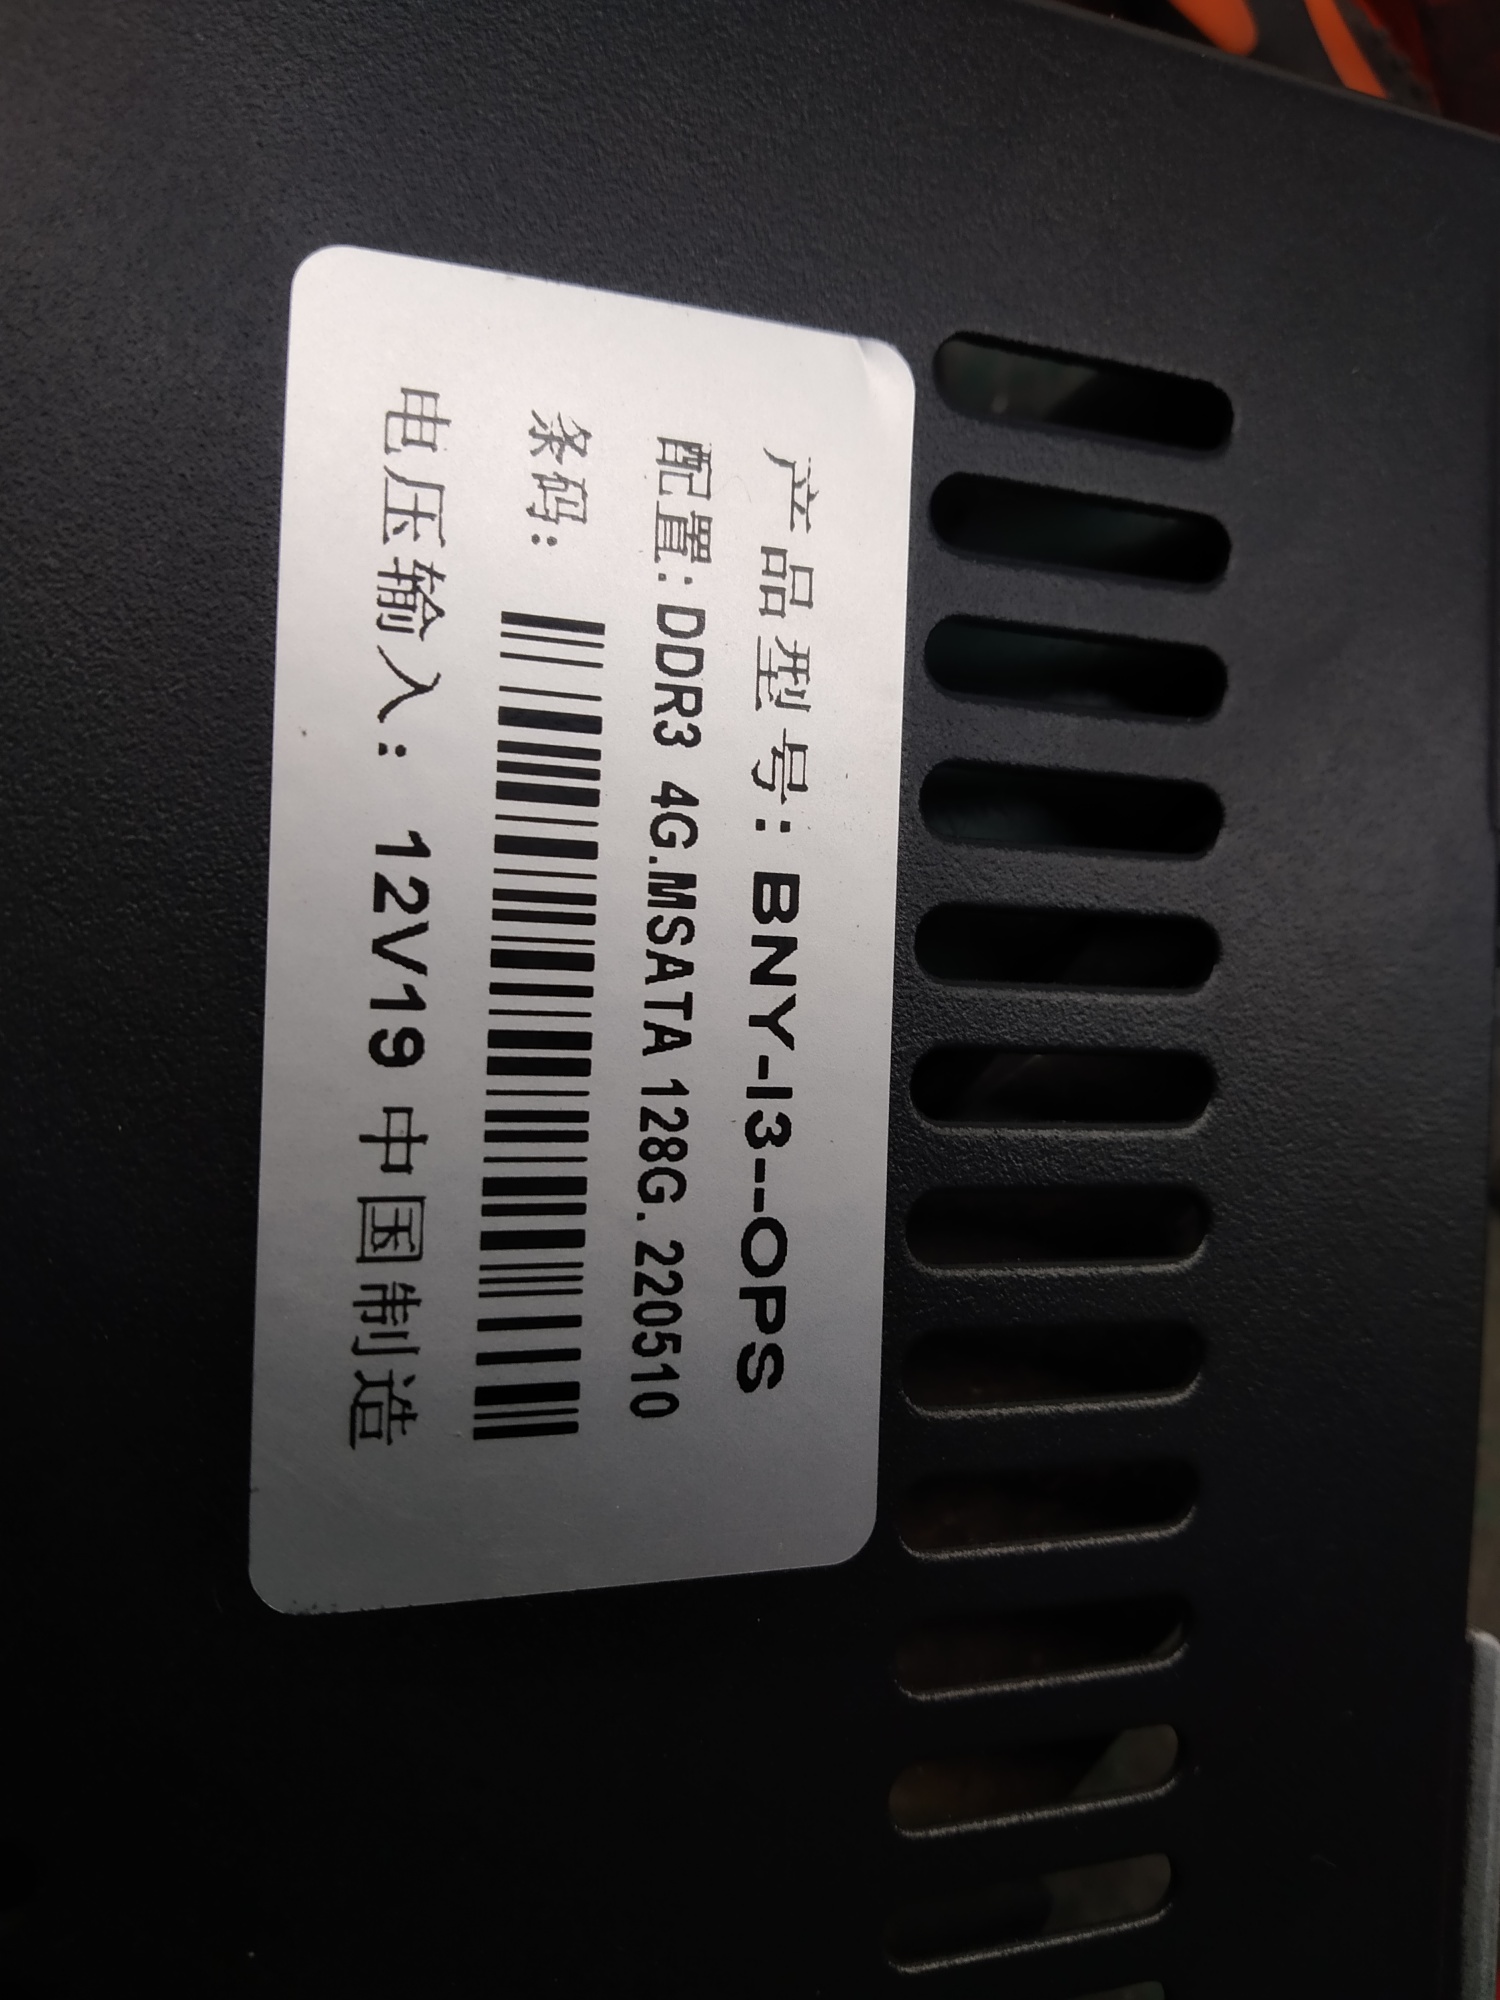 产品型号：BNY-I3--OPS
配置：DDR3 4G.MSATA 128G.220510
条码：
电压输入： 12V19 中国制造